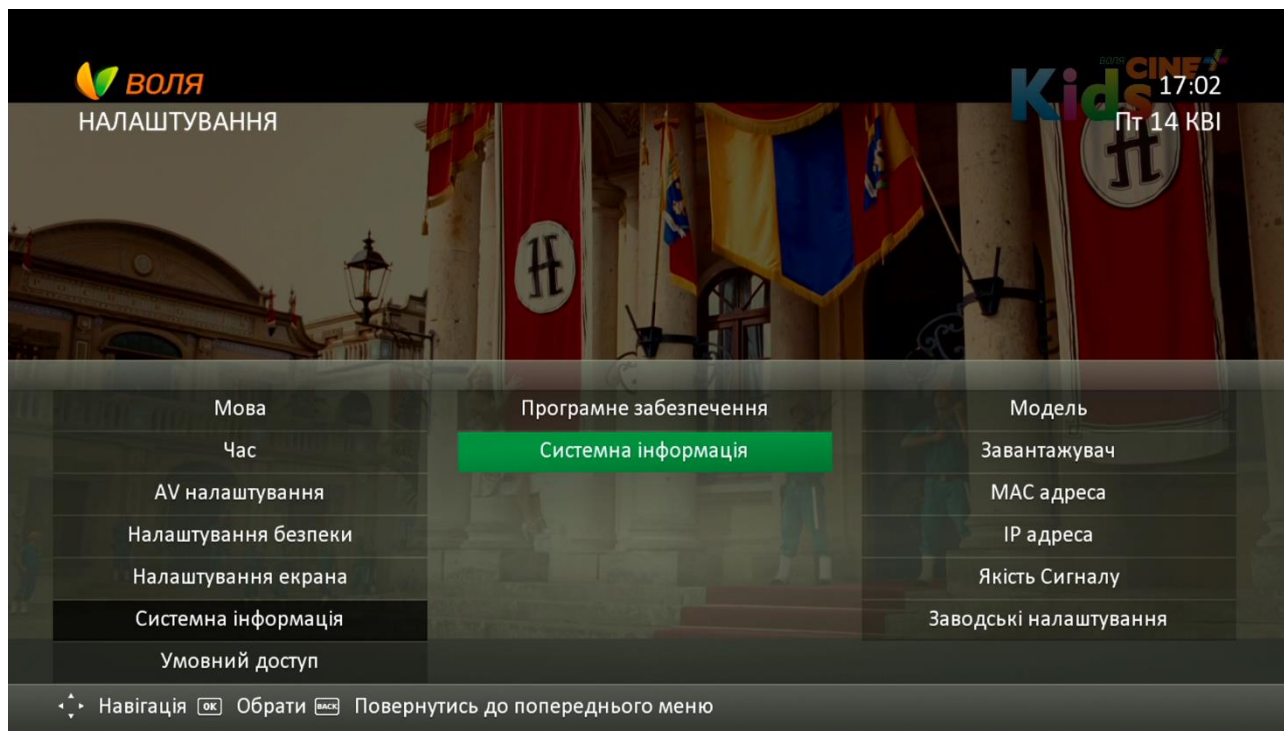 воля
ВОЛЯ CINE+
Kids
17:02
НАЛАШТУВАННЯ
Пт 14 КВІ
Мова
Програмне забезпечення
Модель
Час
Системна інформація
Завантажувач
AV налаштування
MAC адреса
Налаштування безпеки
IP адреса
Налаштування екрана
Якість Сигналу
Системна інформація
Заводські налаштування
Умовний доступ
Навігація OK Обрати BACK Повернутись до попереднього меню